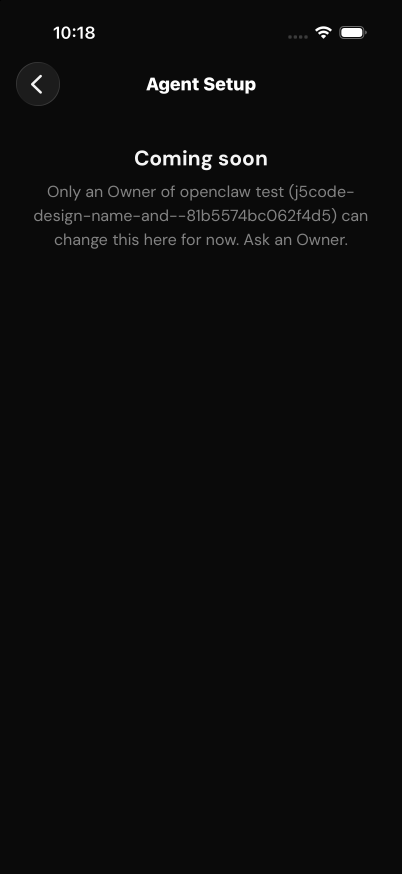 10:18
Agent Setup
Coming soon
Only an Owner of openclaw test (j5code-
design-name-and--81b5574bc062f4d5) can
change this here for now. Ask an Owner.